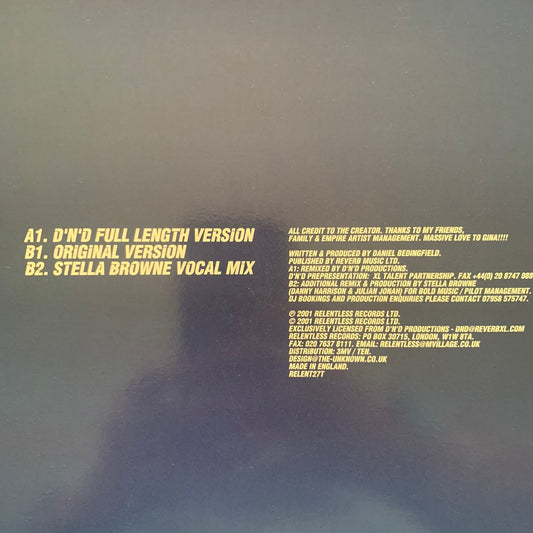 A1. D'N'D FULL LENGTH VERSION
B1. ORIGINAL VERSION
B2. STELLA BROWNE VOCAL MIX
ALL CREDIT TO THE CREATOR. THANKS TO MY FRIENDS,
FAMILY & EMPIRE ARTIST MANAGEMENT. MASSIVE LOVE TO GINA!!!!
WRITTEN & PRODUCED BY DANIEL BEDINGFIELD.
PUBLISHED BY REVERB MUSIC LTD.
A1: REMIXED BY D'N'D PRODUCTIONS.
D'N'D PREPRESENTATION: XL TALENT PARTNERSHIP. FAX +44(0) 20 8747 088
B2: ADDITIONAL REMIX & PRODUCTION BY STELLA BROWNE
(DANNY HARRISON & JULIAN JONAH) FOR BOLD MUSIC / PILOT MANAGEMENT.
DJ BOOKINGS AND PRODUCTION ENQUIRIES PLEASE CONTACT 07958 575747.
℗ 2001 RELENTLESS RECORDS LTD.
© 2001 RELENTLESS RECORDS LTD.
EXCLUSIVELY LICENSED FROM D'N'D PRODUCTIONS - DND@REVERBXL.COM
RELENTLESS RECORDS: PO BOX 30715, LONDON, W1W 8TA.
FAX: 020 7637 8111. EMAIL: RELENTLESS@MVILLAGE.CO.UK
DISTRIBUTION: 3MV / TEN.
DESIGN@THE-UNKNOWN.CO.UK
MADE IN ENGLAND.
RELENT27T